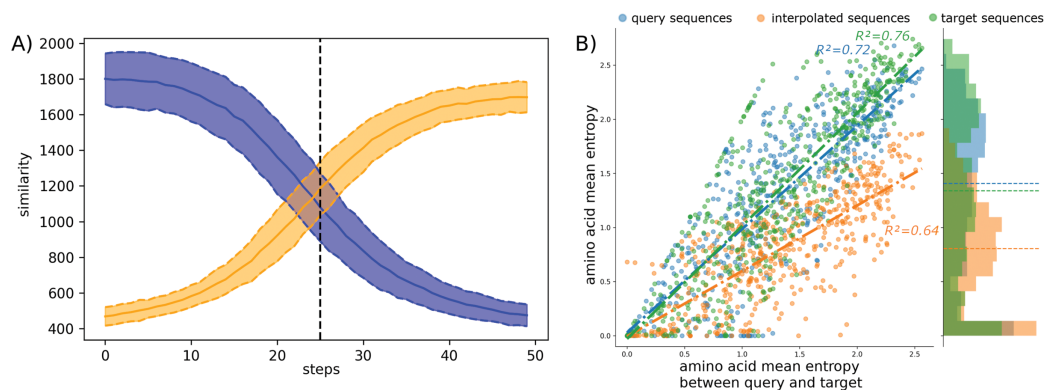 A)
similarity
2000
1800
1600
1400
1200
1000
800
600
400
0 10 20 30 40 50
steps
query sequences interpolated sequences target sequences
B)
amino acid mean entropy
2.5
2.0
1.5
1.0
0.5
0.0
R²=0.76
R²=0.72
R²=0.64
0.0 0.5 1.0 1.5 2.0 2.5
amino acid mean entropy
between query and target